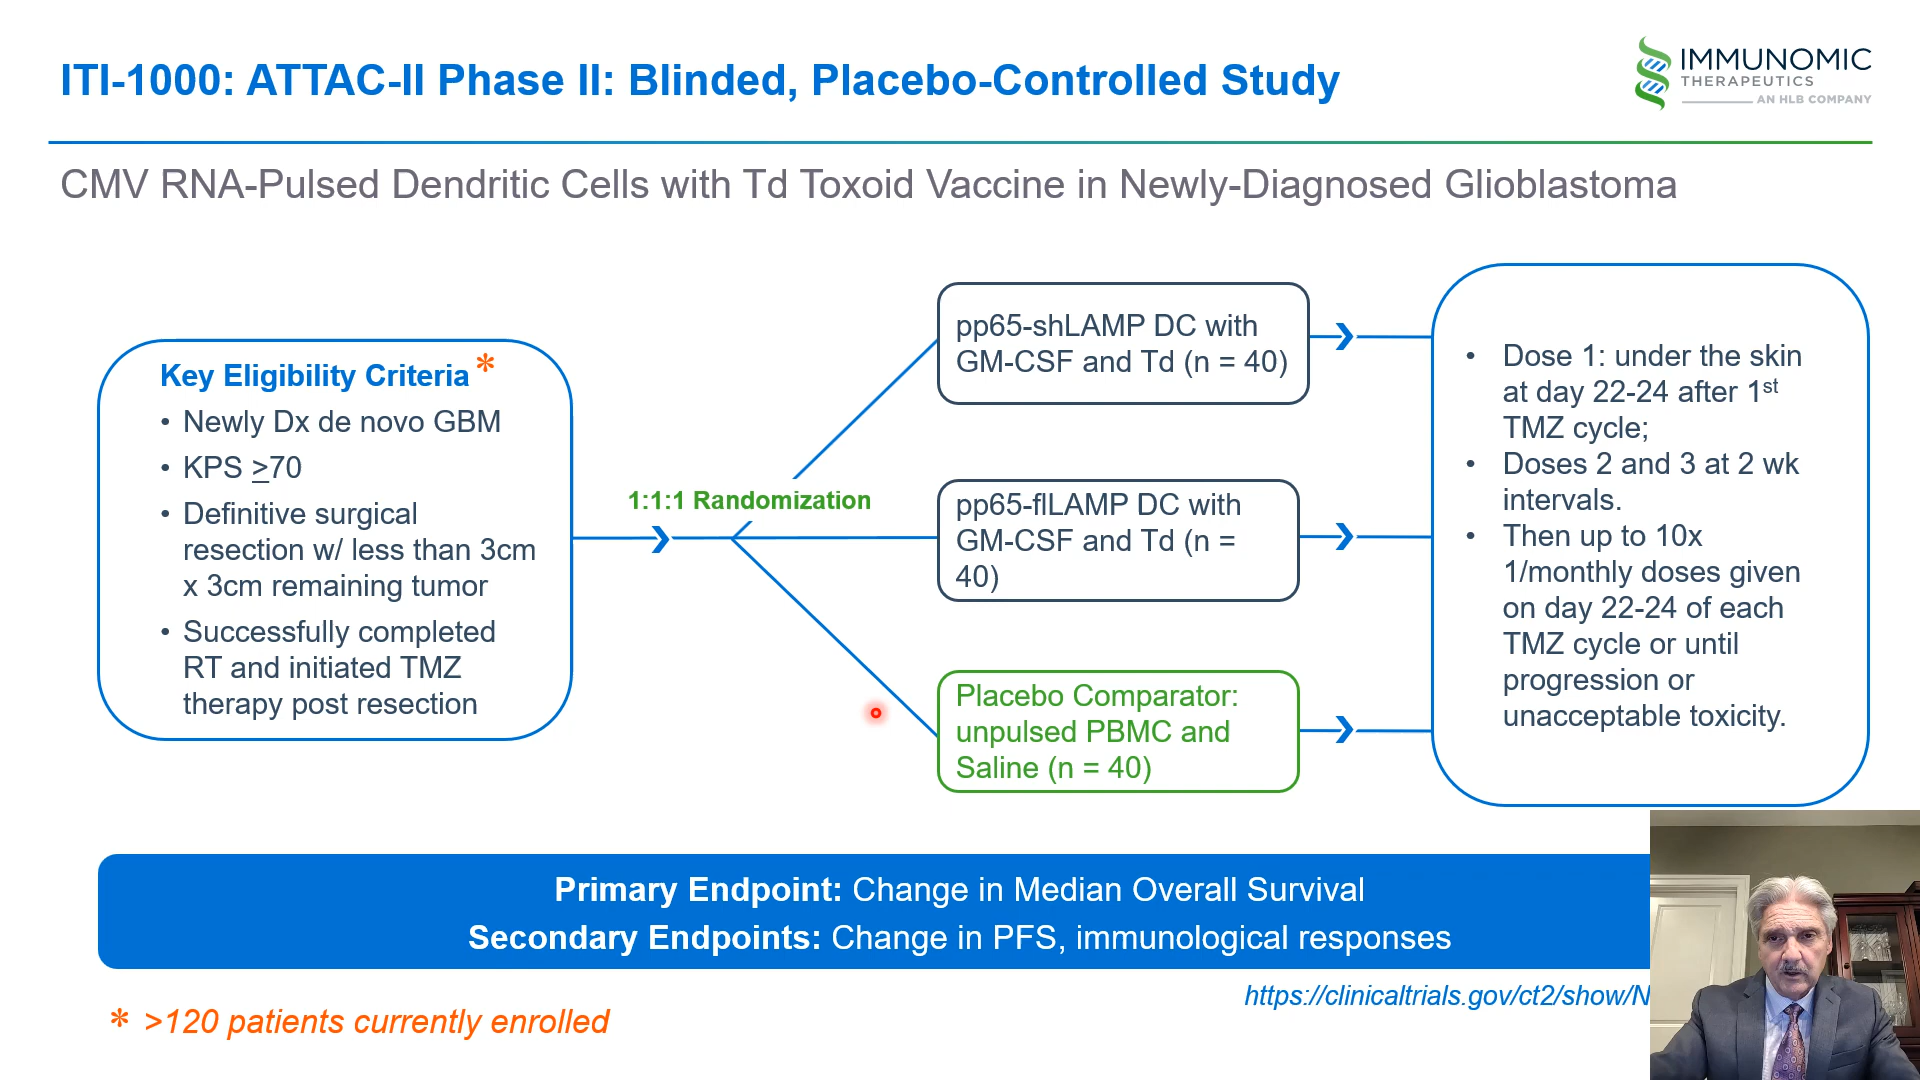 ITI-1000: ATTAC-II Phase II: Blinded, Placebo-Controlled Study
IMMUNOMIC
THERAPEUTICS
AN HLB COMPANY
CMV RNA-Pulsed Dendritic Cells with Td Toxoid Vaccine in Newly-Diagnosed Glioblastoma
Key Eligibility Criteria *
• Newly Dx de novo GBM
• KPS >70
• Definitive surgical
resection w/ less than 3cm
x 3cm remaining tumor
• Successfully completed
RT and initiated TMZ
therapy post resection
1:1:1 Randomization
pp65-shLAMP DC with
GM-CSF and Td (n = 40)
pp65-flLAMP DC with
GM-CSF and Td (n =
40)
Placebo Comparator:
unpulsed PBMC and
Saline (n = 40)
• Dose 1: under the skin
at day 22-24 after 1st
TMZ cycle;
• Doses 2 and 3 at 2 wk
intervals.
• Then up to 10x
1/monthly doses given
on day 22-24 of each
TMZ cycle or until
progression or
unacceptable toxicity.
Primary Endpoint: Change in Median Overall Survival
Secondary Endpoints: Change in PFS, immunological responses
https://clinicaltrials.gov/ct2/show/N
* >120 patients currently enrolled